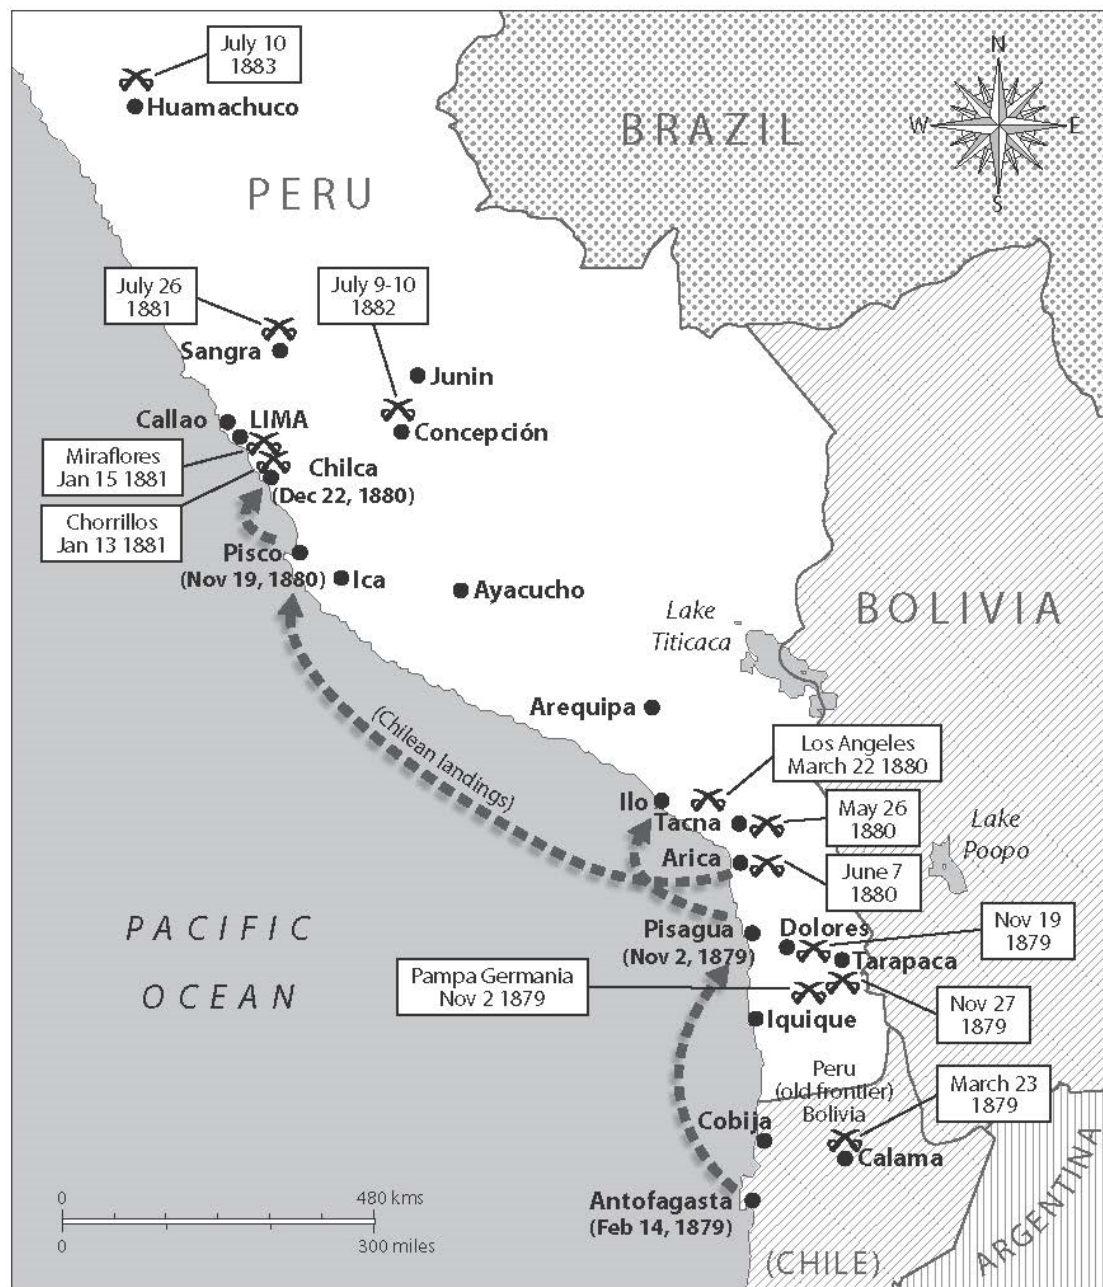 July 10
1883
N
BRAZIL
W
E
Huamachuco
S
PERU
July 26
1881
July 9-10
1882
Sangra
Junin
Callao
LIMA
Concepción
Miraflores
Jan 15 1881
Chilca
(Dec 22, 1880)
Chorrillos
Jan 13 1881
Pisco
(Nov 19, 1880)
Ica
Ayacucho
BOLIVIA
Lake
Titicaca
Arequipa
(Chilean landings)
Los Angeles
March 22 1880
Ilo
Tacna
May 26
1880
Lake
Poopo
Arica
June 7
1880
PACIFIC
OCEAN
Pisagua
(Nov 2, 1879)
Dolores
Nov 19
1879
Tarapaca
Pampa Germania
Nov 2 1879
Nov 27
1879
Iquique
Peru
(old frontier)
Bolivia
March 23
1879
Cobija
Calama
Antofagasta
(Feb 14, 1879)
0
480 kms
0
300 miles
(CHILE)
ARGENTINA